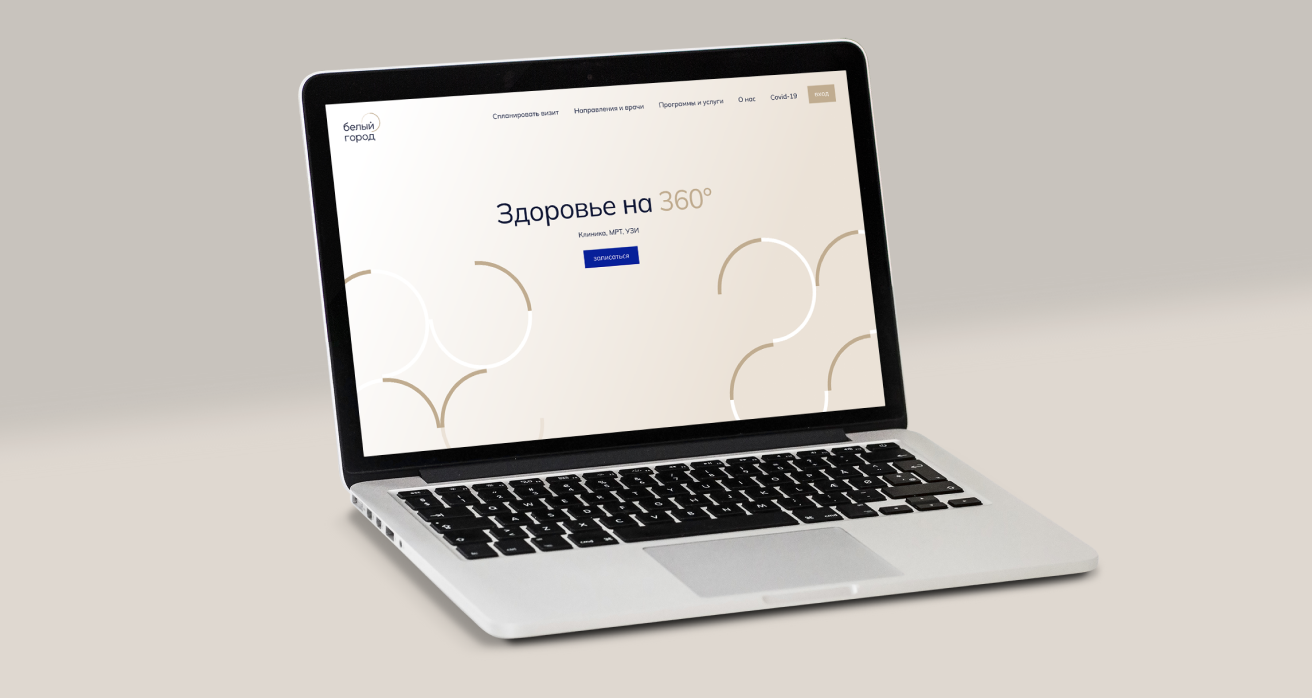 белый
город
Спланировать визит
Направления и врачи
Программы и услуги
О нас
Covid-19
вход
Здоровье на 360°
Клиника, МРТ, УЗИ
записаться